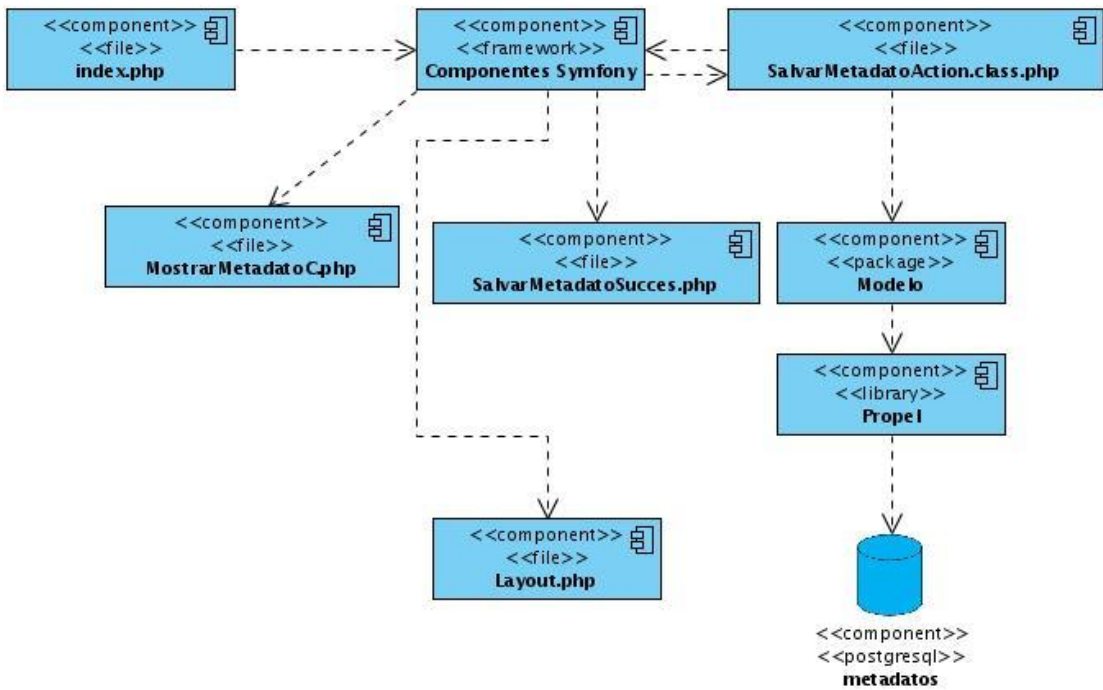 <<component>>
<<file>>
index.php
<<component>>
<<framework>>
Componentes Symfony
<<component>>
<<file>>
SalvarMetadatoAction.class.php
<<component>>
<<file>>
MostrarMetadatoC.php
<<component>>
<<file>>
SalvarMetadatoSucces.php
<<component>>
<<package>>
Modelo
<<component>>
<<library>>
Propel
<<component>>
<<file>>
Layout.php
<<component>>
<<postgresql>>
metadatos